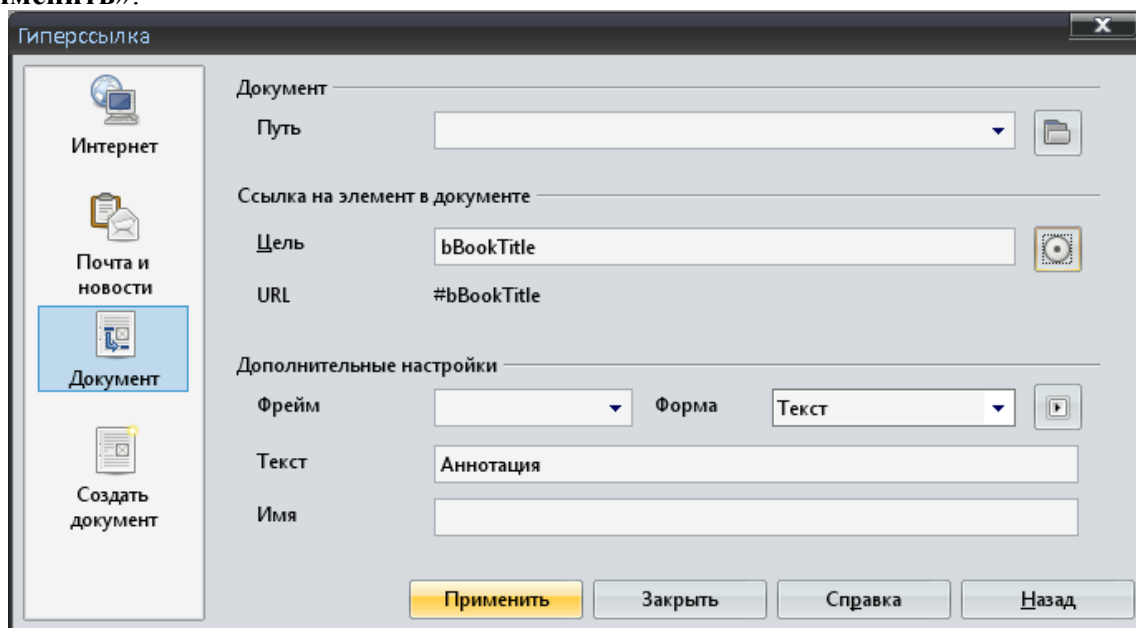 Гиперссылка
X
Интернет
Почта и
новости
Документ
Создать
документ
Документ
Путь
Ссылка на элемент в документе
Цель bBookTitle
URL #bBookTitle
Дополнительные настройки
Фрейм Форма Текст
Текст Аннотация
Имя
Применить Закрыть Справка Назад